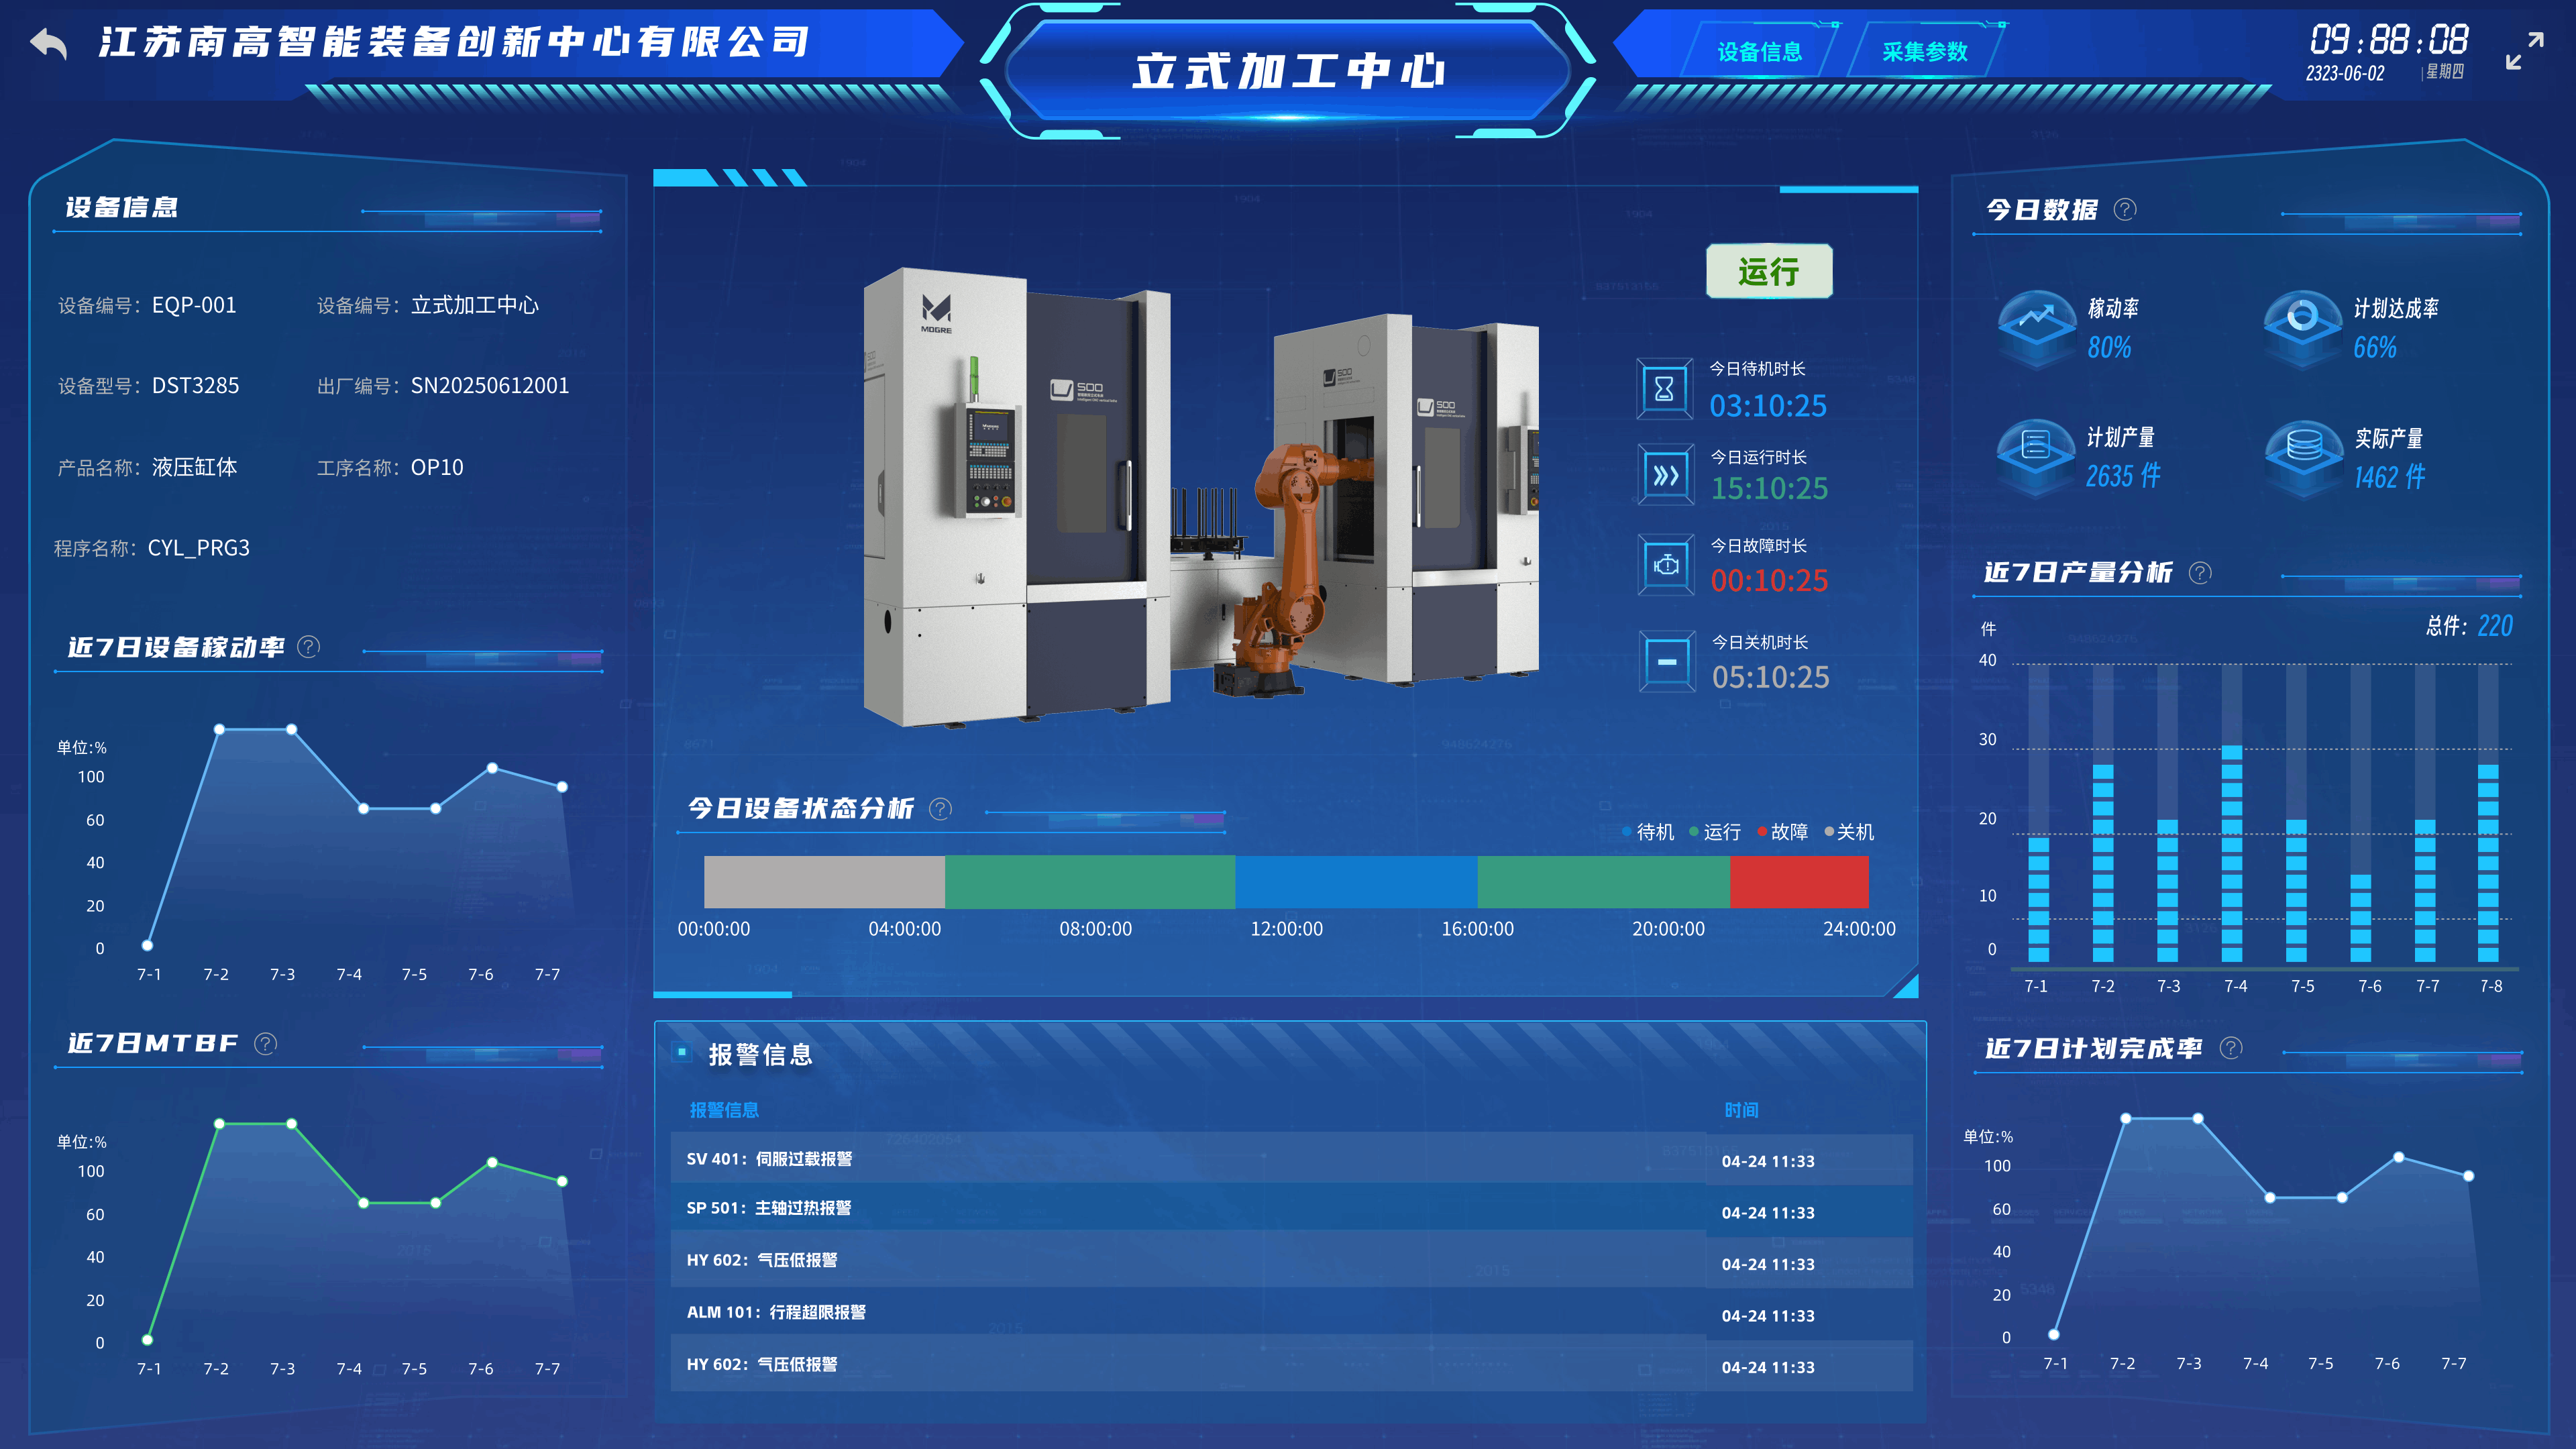 江苏南高智能装备创新中心有限公司
立式加工中心
设备信息
采集参数
09:88:08
2323-06-02
星期四
设备信息
设备编号：EQP-001
设备编号：立式加工中心
设备型号：DST3285
出厂编号：SN20250612001
产品名称：液压缸体
工序名称：OP10
程序名称：CYL_PRG3
近7日设备稼动率 ?
单位:%
100
60
40
20
0
7-1 7-2 7-3 7-4 7-5 7-6 7-7
近7日MTBF ?
单位:%
100
60
40
20
0
7-1 7-2 7-3 7-4 7-5 7-6 7-7
MOGRE
500
500
500
运行
今日待机时长
03:10:25
今日运行时长
15:10:25
今日故障时长
00:10:25
今日关机时长
05:10:25
今日设备状态分析 ?
待机 运行 故障 关机
00:00:00 04:00:00 08:00:00 12:00:00 16:00:00 20:00:00 24:00:00
报警信息
报警信息 时间
SV 401：伺服过载报警 04-24 11:33
SP 501：主轴过热报警 04-24 11:33
HY 602：气压低报警 04-24 11:33
ALM 101：行程超限报警 04-24 11:33
HY 602：气压低报警 04-24 11:33
今日数据 ?
稼动率
80%
计划达成率
66%
计划产量
2635 件
实际产量
1462 件
近7日产量分析 ?
总件：220
件
40
30
20
10
0
7-1 7-2 7-3 7-4 7-5 7-6 7-7 7-8
近7日计划完成率 ?
单位:%
100
60
40
20
0
7-1 7-2 7-3 7-4 7-5 7-6 7-7